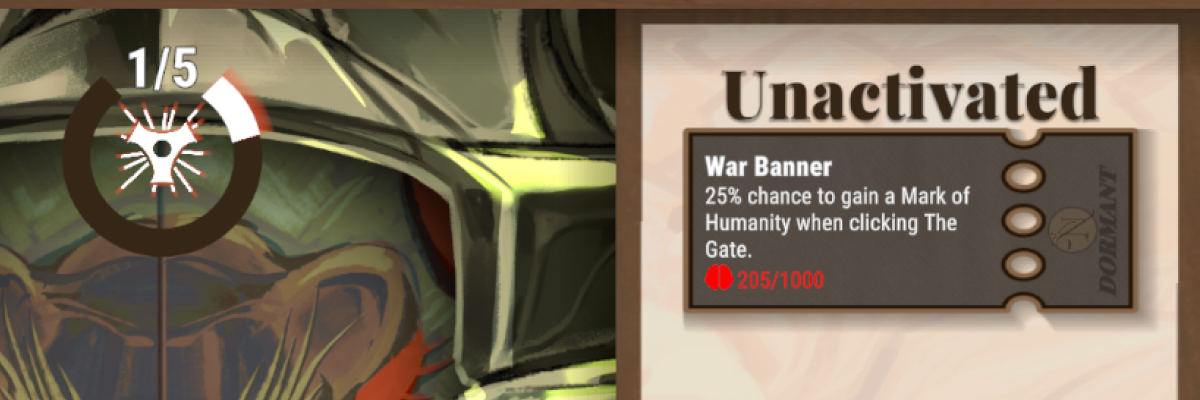 1/5
Unactivated
War Banner
25% chance to gain a Mark of
Humanity when clicking The
Gate.
205/1000
N
DORMANT